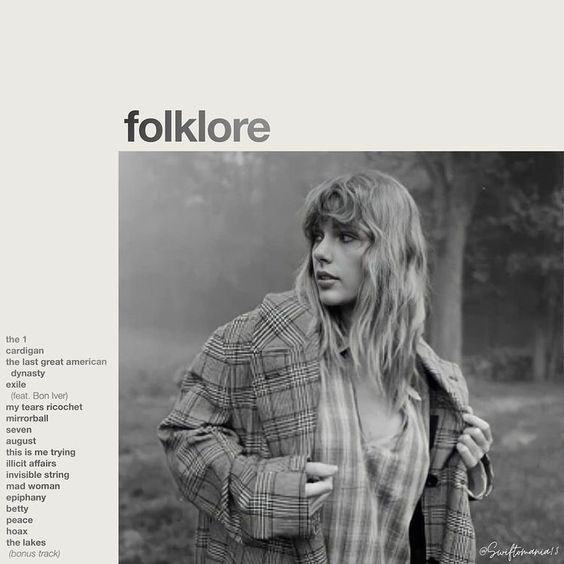 folklore
the 1
cardigan
the last great american
dynasty
exile
(feat. Bon Iver)
my tears ricochet
mirrorball
seven
august
this is me trying
illicit affairs
invisible string
mad woman
epiphany
betty
peace
hoax
the lakes
(bonus track)
@Swiftomania13